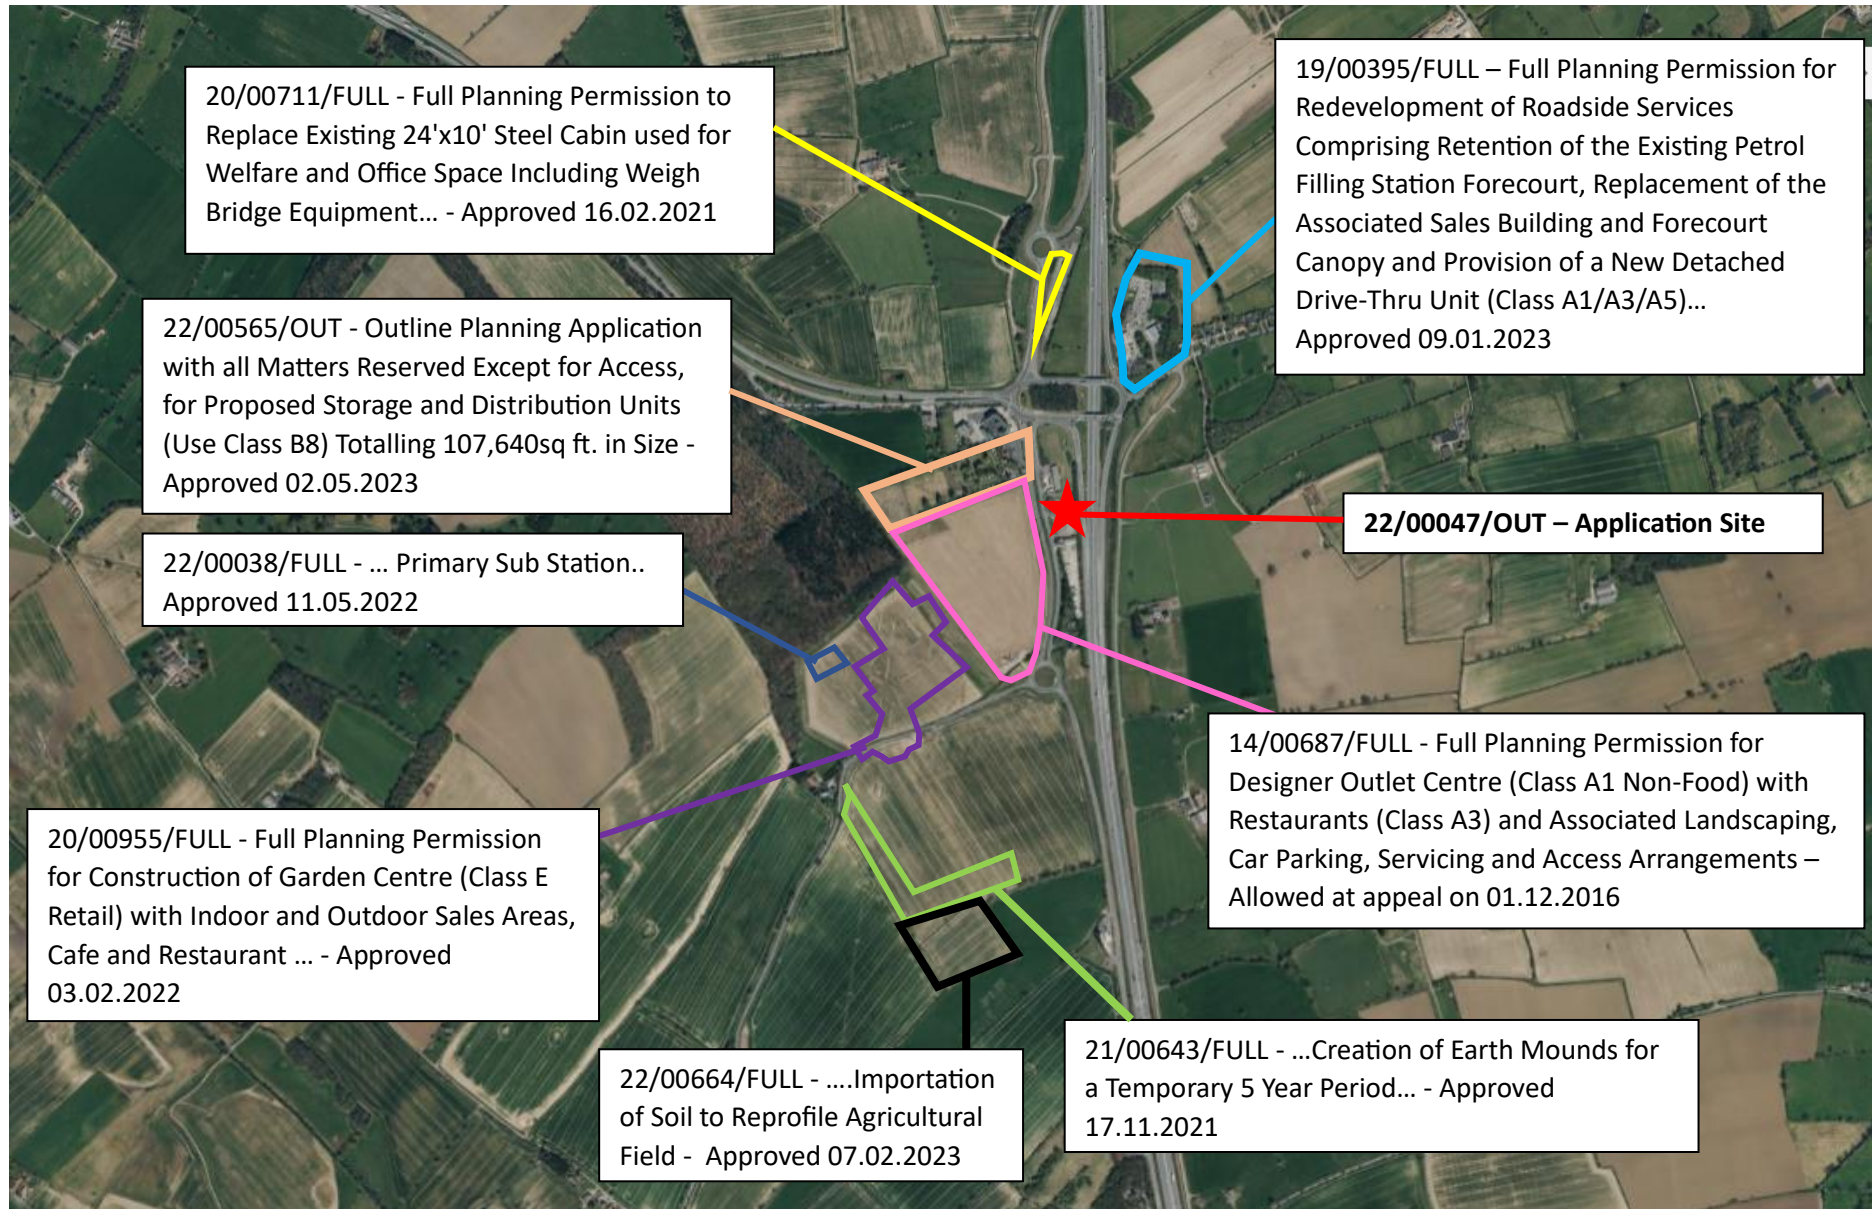 20/00711/FULL - Full Planning Permission to
Replace Existing 24'x10' Steel Cabin used for
Welfare and Office Space Including Weigh
Bridge Equipment... - Approved 16.02.2021
19/00395/FULL – Full Planning Permission for
Redevelopment of Roadside Services
Comprising Retention of the Existing Petrol
Filling Station Forecourt, Replacement of the
Associated Sales Building and Forecourt
Canopy and Provision of a New Detached
Drive-Thru Unit (Class A1/A3/A5)...
Approved 09.01.2023
22/00565/OUT - Outline Planning Application
with all Matters Reserved Except for Access,
for Proposed Storage and Distribution Units
(Use Class B8) Totalling 107,640sq ft. in Size -
Approved 02.05.2023
22/00047/OUT – Application Site
22/00038/FULL - ... Primary Sub Station..
Approved 11.05.2022
14/00687/FULL - Full Planning Permission for
Designer Outlet Centre (Class A1 Non-Food) with
Restaurants (Class A3) and Associated Landscaping,
Car Parking, Servicing and Access Arrangements –
Allowed at appeal on 01.12.2016
20/00955/FULL - Full Planning Permission
for Construction of Garden Centre (Class E
Retail) with Indoor and Outdoor Sales Areas,
Cafe and Restaurant ... - Approved
03.02.2022
22/00664/FULL - ....Importation
of Soil to Reprofile Agricultural
Field -  Approved 07.02.2023
21/00643/FULL - ...Creation of Earth Mounds for
a Temporary 5 Year Period... - Approved
17.11.2021